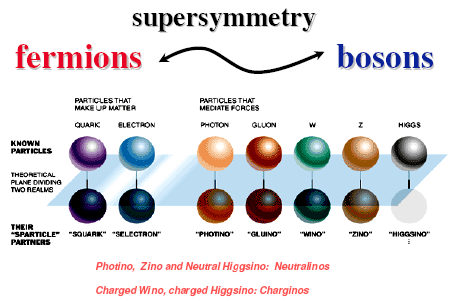 supersymmetry
fermions
bosons
PARTICLES THAT
MAKE UP MATTER
PARTICLES THAT
MEDIATE FORCES
QUARK ELECTRON PHOTON GLUON W Z HIGGS
KNOWN
PARTICLES
THEORETICAL
PLANE DIVIDING
TWO REALMS
THEIR
"SPARTICLE"
PARTNERS
"SQUARK" "SELECTRON" "PHOTINO" "GLUINO" "WINO" "ZINO" "HIGGSINO"
Photino, Zino and Neutral Higgsino: Neutralinos
Charged Wino, charged Higgsino: Charginos